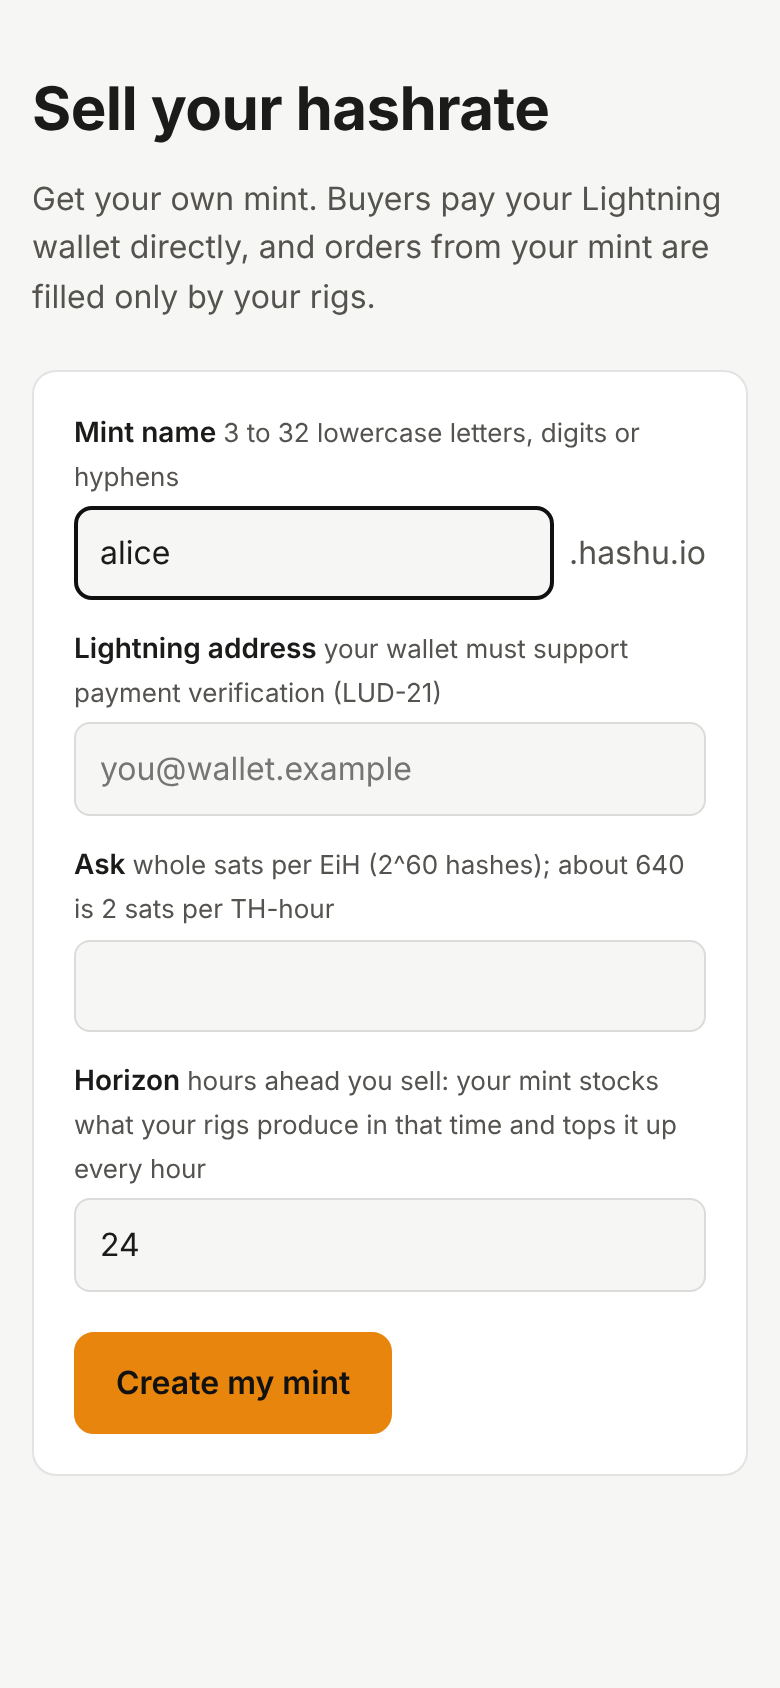 Sell your hashrate
Get your own mint. Buyers pay your Lightning
wallet directly, and orders from your mint are
filled only by your rigs.
Mint name 3 to 32 lowercase letters, digits or
hyphens
alice .hashu.io
Lightning address your wallet must support
payment verification (LUD-21)
you@wallet.example
Ask whole sats per EiH (2^60 hashes); about 640
is 2 sats per TH-hour
Horizon hours ahead you sell: your mint stocks
what your rigs produce in that time and tops it up
every hour
24
Create my mint